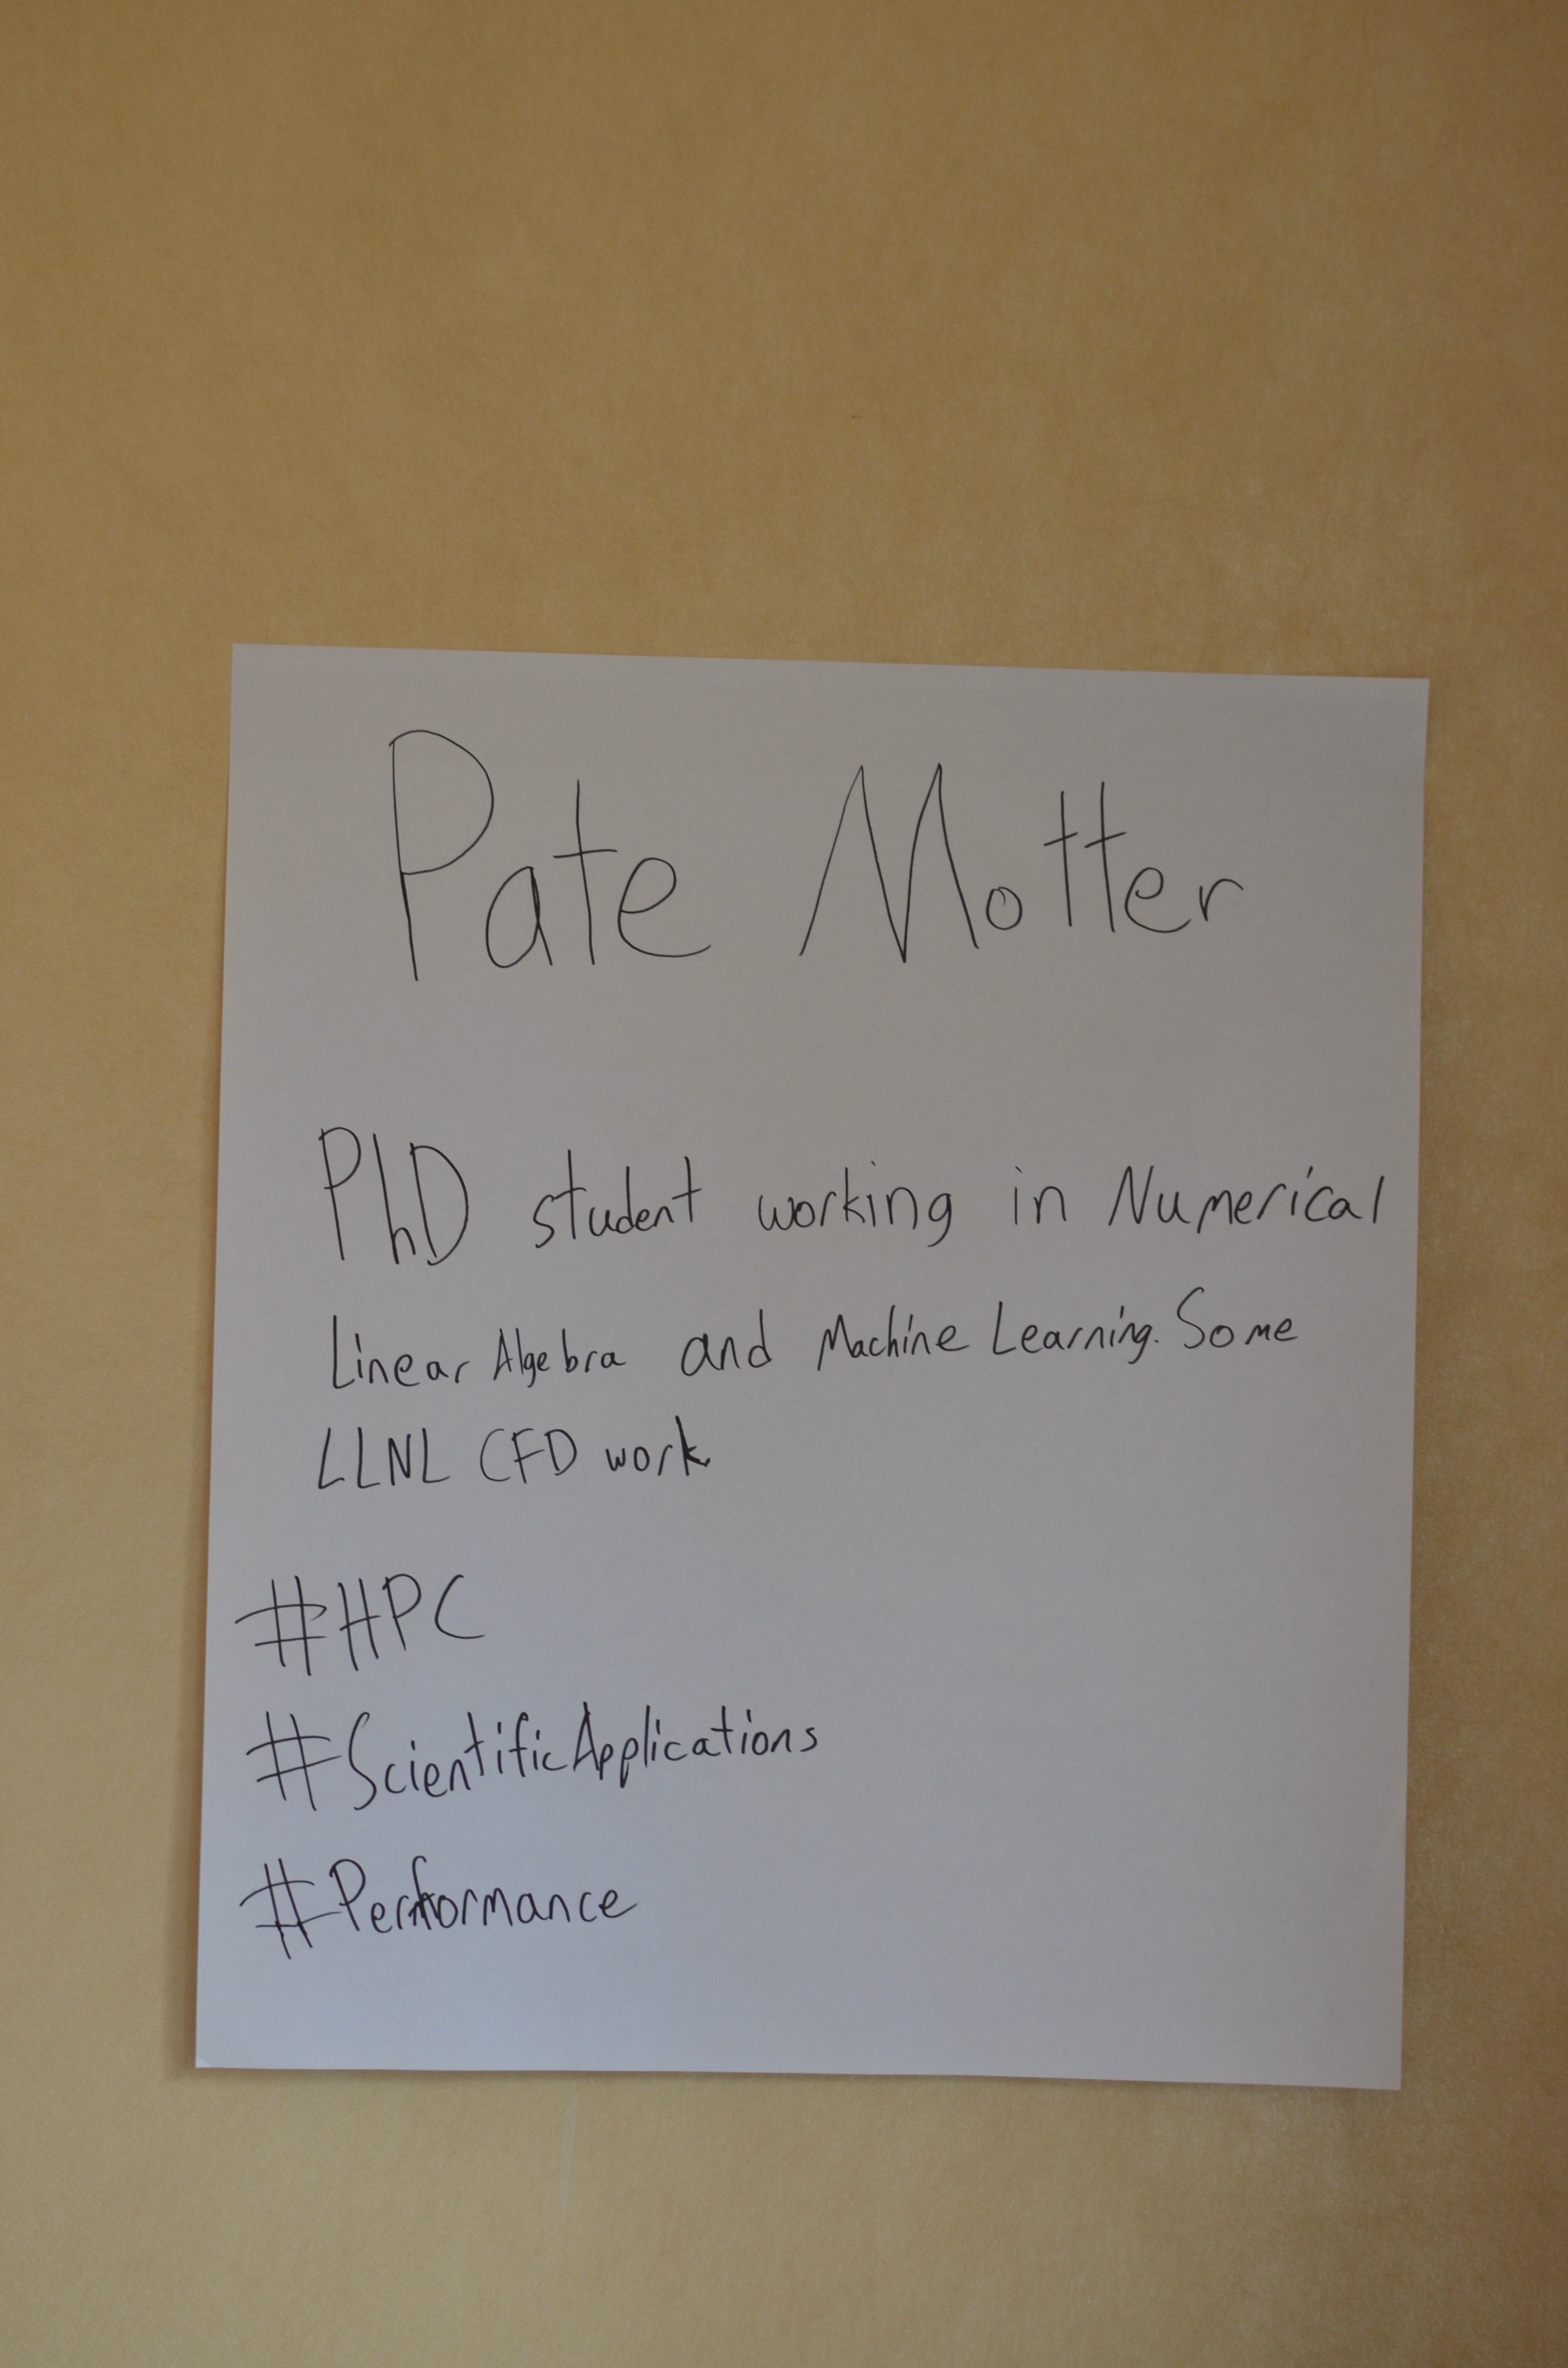 Pate Motter
PhD student working in Numerical
Linear Algebra and Machine Learning. Some
LLNL CFD work.
#HPC
#ScientificApplications
#Performance